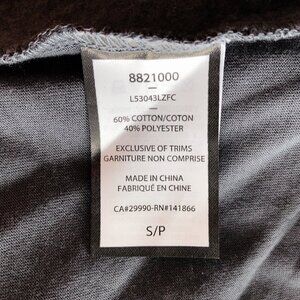 8821000
L53043LZFC
60% COTTON/COTON
40% POLYESTER
EXCLUSIVE OF TRIMS
GARNITURE NON COMPRISE
MADE IN CHINA
FABRIQUÉ EN CHINE
CA#29990-RN#141866
S/P